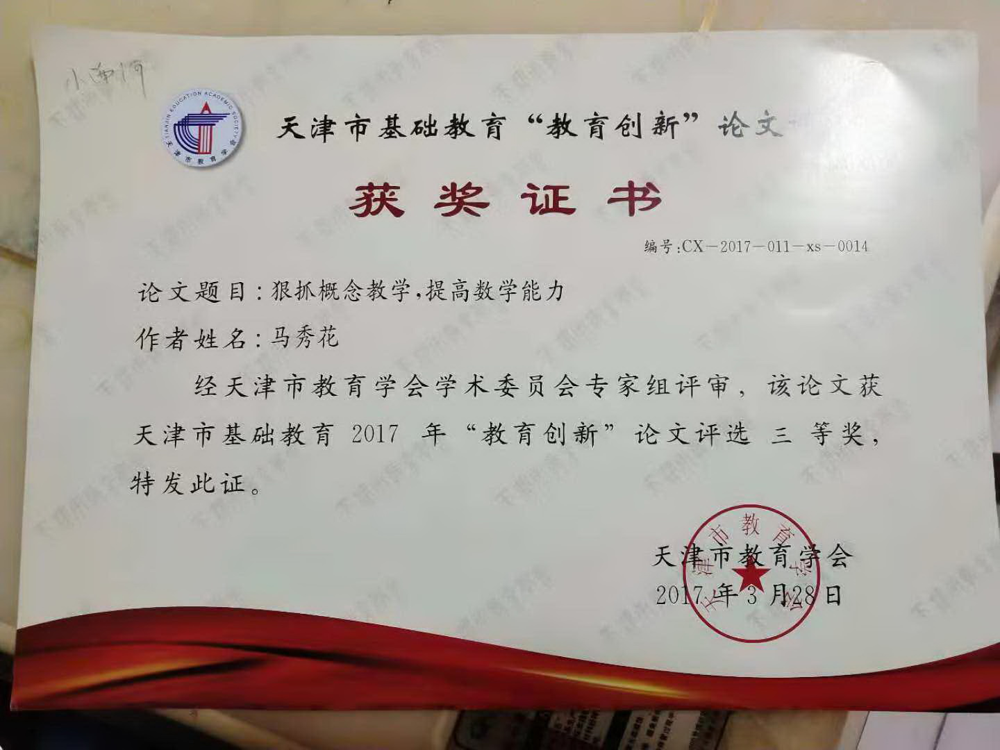 小南河
TIANJIN EDUCATION ACADEMIC SOCIETY
天津市教育学会
天津市基础教育“教育创新”论文
获奖证书
编号:CX－2017－011－xs－0014
论文题目:狠抓概念教学,提高数学能力
作者姓名:马秀花
经天津市教育学会学术委员会专家组评审，该论文获
天津市基础教育 2017 年“教育创新”论文评选 三 等奖，
特发此证。
天津市教育学会
天津市教育学会
2017 年 3 月 28 日